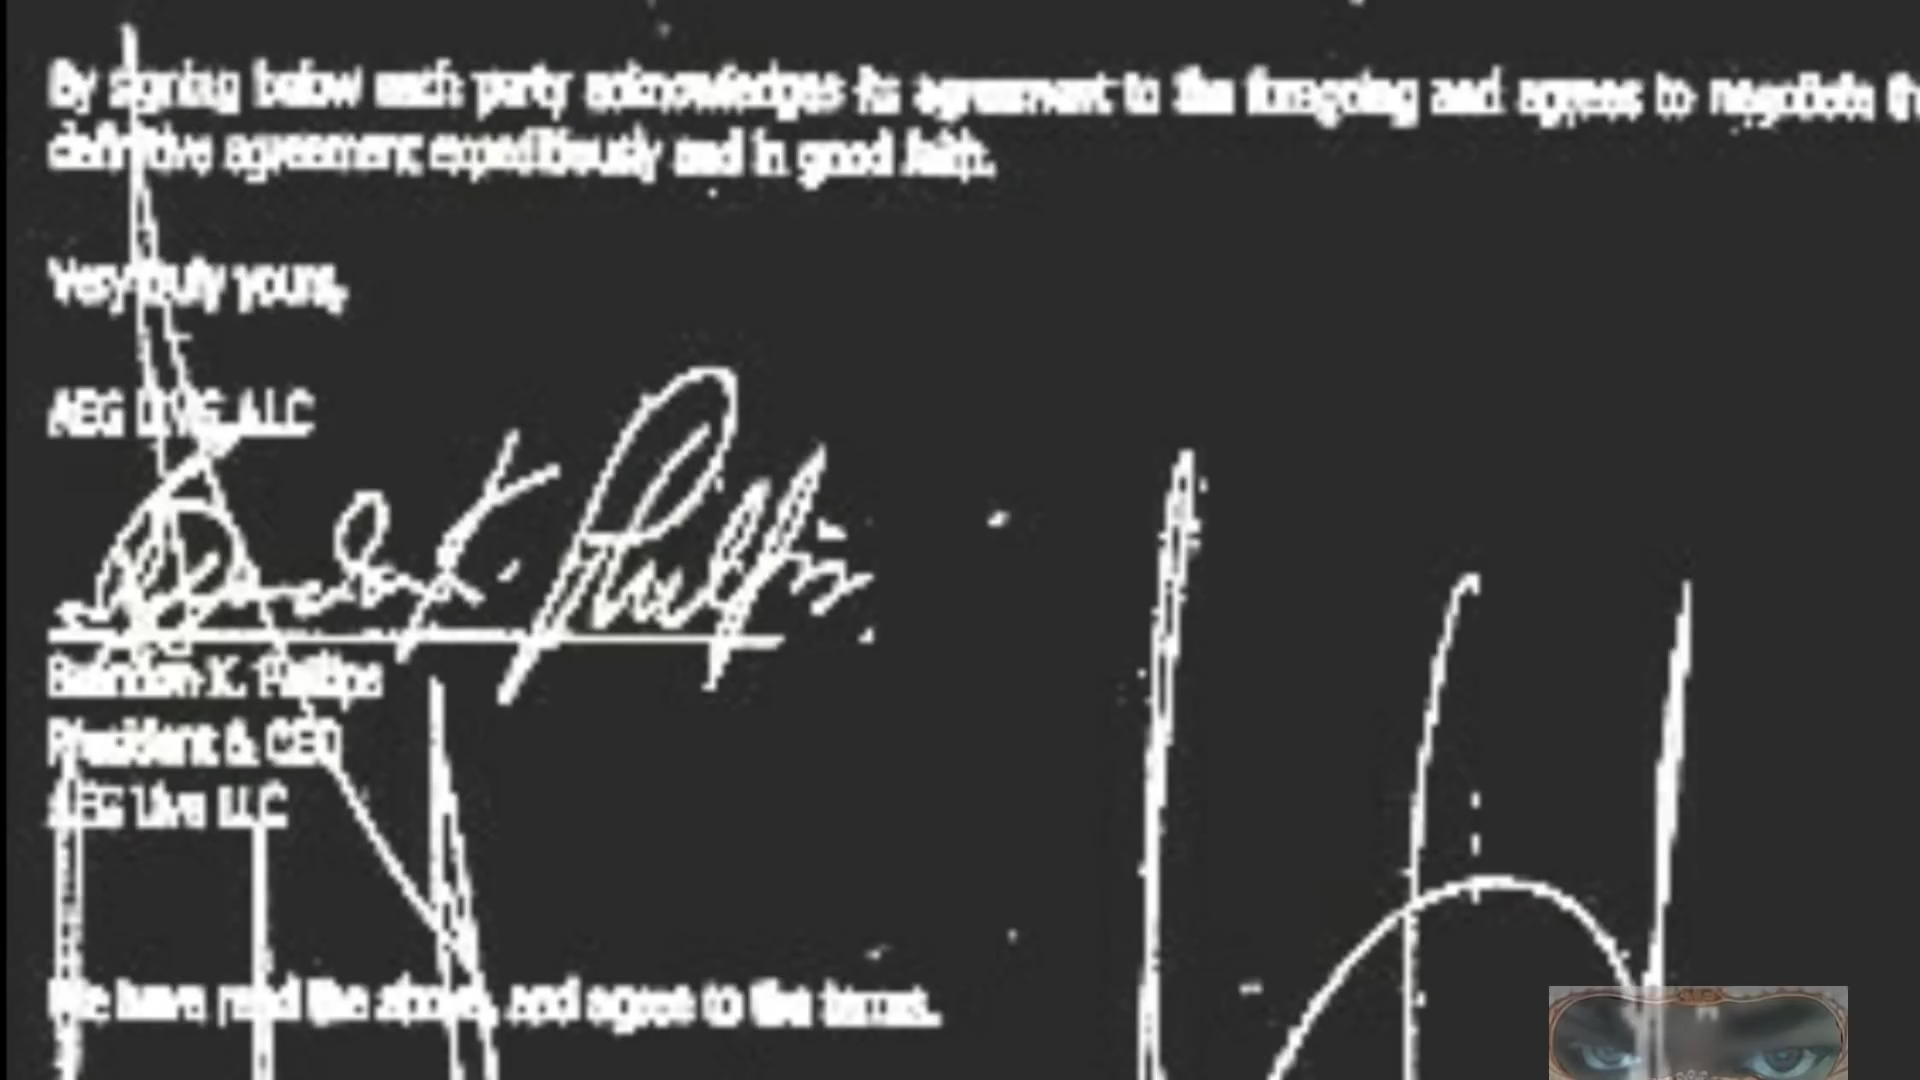 By signing below each party acknowledges its agreement to the foregoing and agrees to negotiate
definitive agreement expeditiously and in good faith.
Very truly yours,
AEG LIVE LLC
K. Phillips
K. Phillips
President & CEO
AEG Live LLC
We have read the above, and agree to the terms.